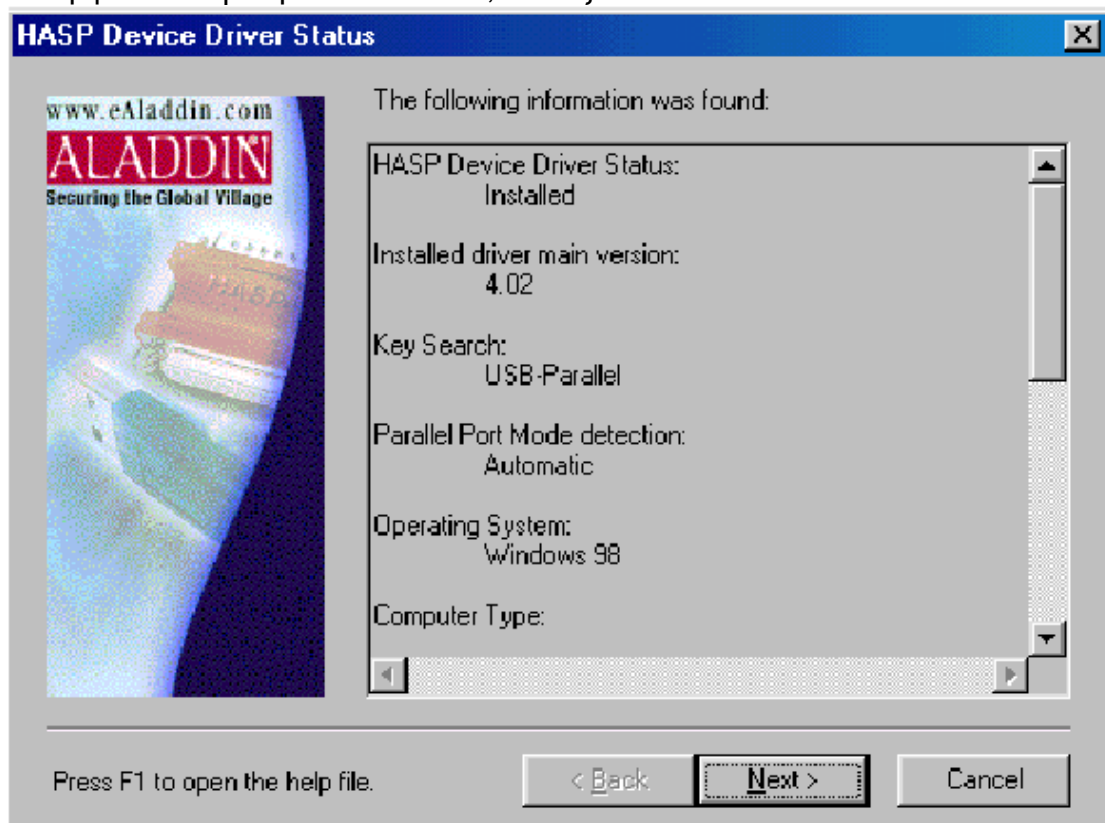 HASP Device Driver Status
www.eAladdin.com
ALADDIN
Securing the Global Village
HASP
The following information was found:
HASP Device Driver Status:
Installed
Installed driver main version:
4.02
Key Search:
USB-Parallel
Parallel Port Mode detection:
Automatic
Operating System:
Windows 98
Computer Type:
Press F1 to open the help file.
< Back
Next >
Cancel